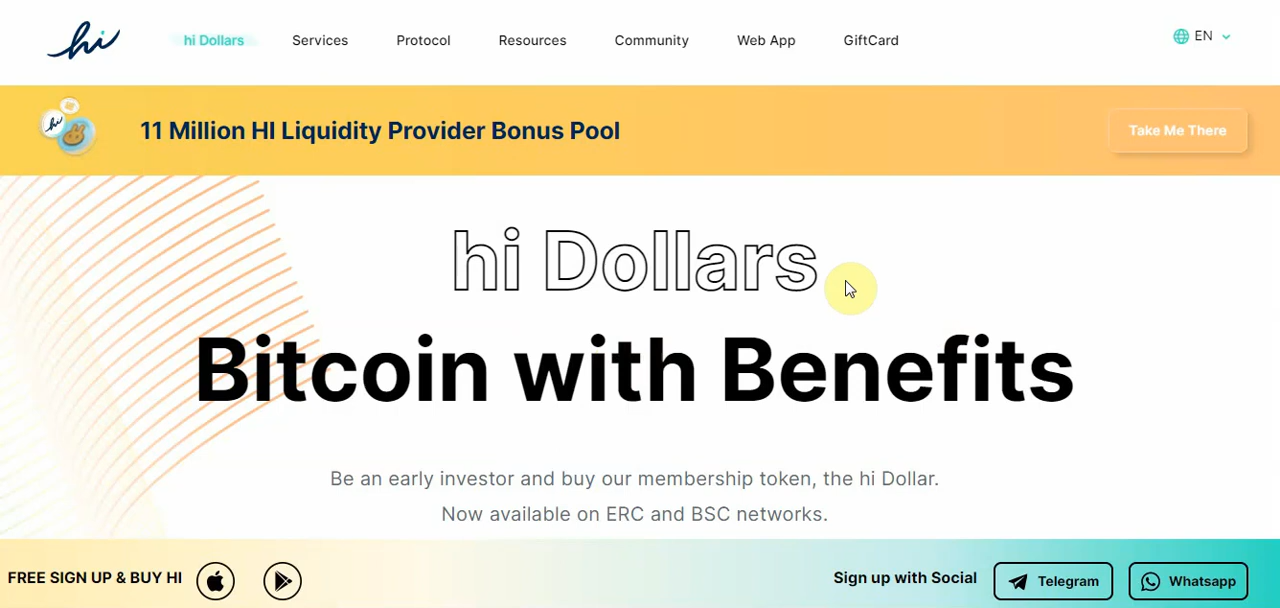 hi
hi Dollars
Services
Protocol
Resources
Community
Web App
GiftCard
EN
hi
11 Million HI Liquidity Provider Bonus Pool
Take Me There
hi Dollars
Bitcoin with Benefits
Be an early investor and buy our membership token, the hi Dollar.
Now available on ERC and BSC networks.
FREE SIGN UP & BUY HI
Sign up with Social
Telegram
Whatsapp